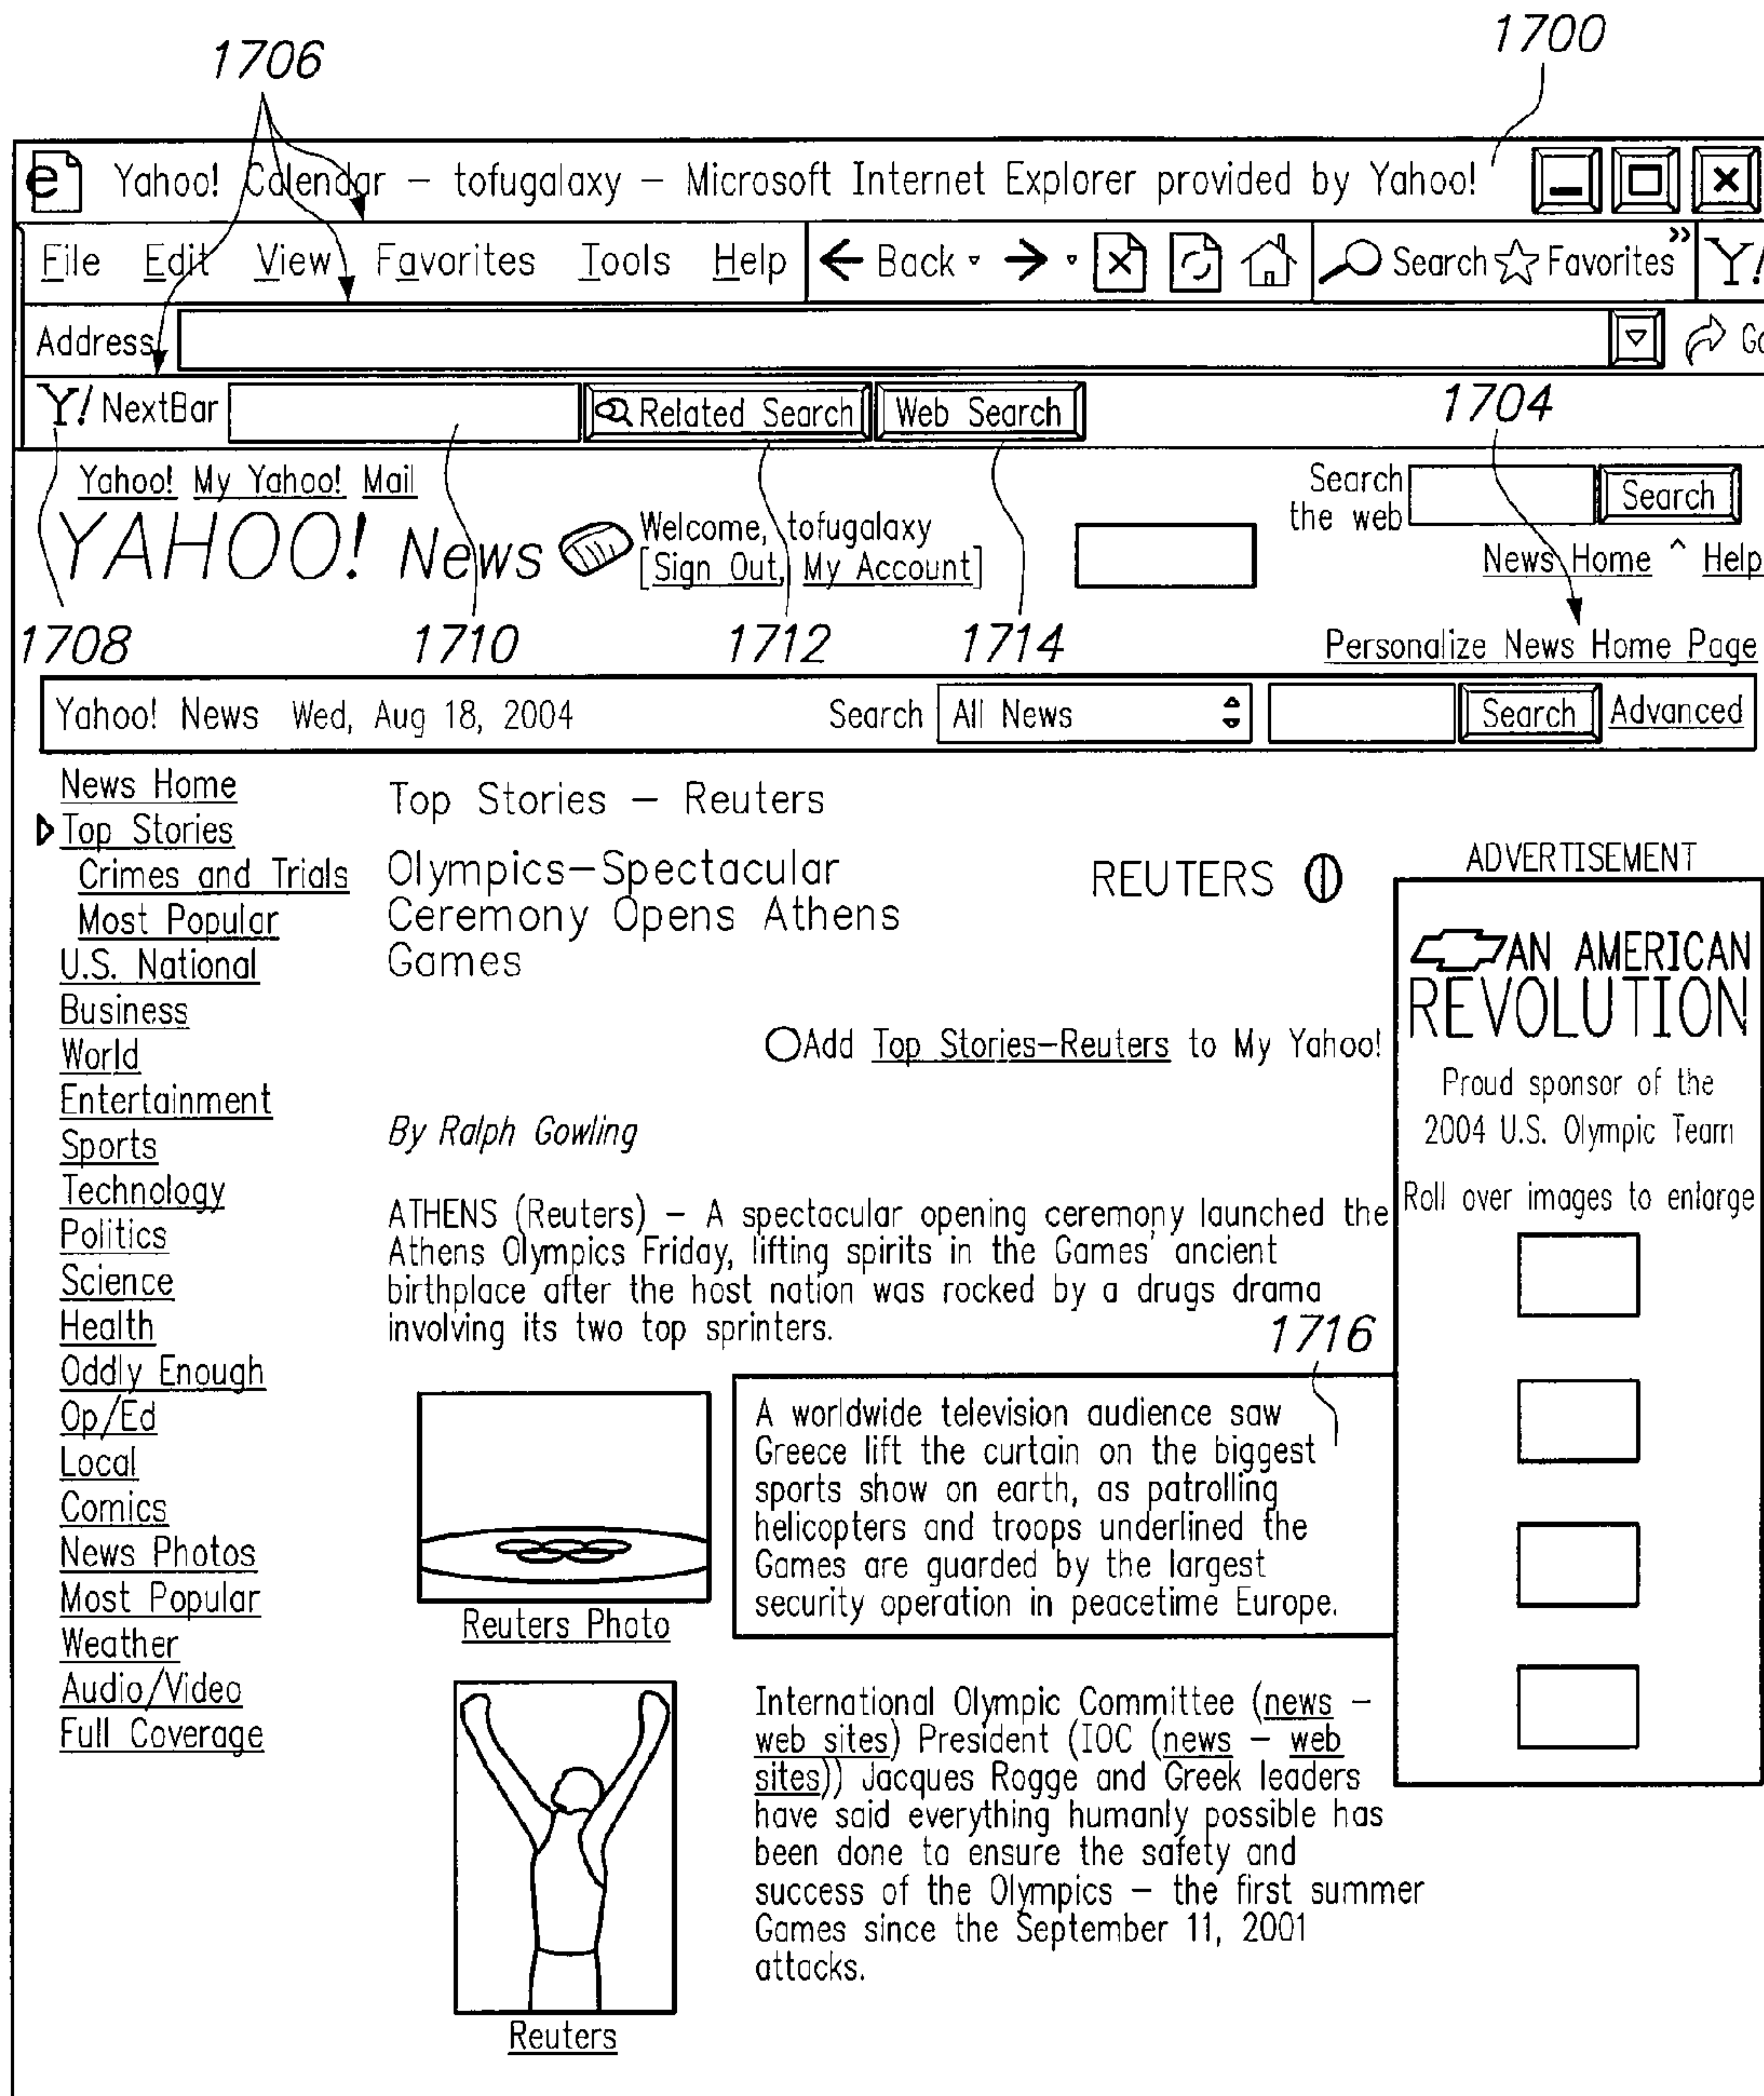 1706
1700
Yahoo! Calendar – tofugalaxy – Microsoft Internet Explorer provided by Yahoo!
File Edit View Favorites Tools Help Back Search Favorites » Y!
Address
Y! NextBar Related Search Web Search
1704
Yahoo! My Yahoo! Mail
Search the web Search
YAHOO! News
Welcome, tofugalaxy
[Sign Out, My Account]
News Home ^ Help
1708 1710 1712 1714
Personalize News Home Page
Yahoo! News Wed, Aug 18, 2004 Search All News Search Advanced
News Home
Top Stories
Crimes and Trials
Most Popular
U.S. National
Business
World
Entertainment
Sports
Technology
Politics
Science
Health
Oddly Enough
Op/Ed
Local
Comics
News Photos
Most Popular
Weather
Audio/Video
Full Coverage
Top Stories – Reuters
Olympics–Spectacular
Ceremony Opens Athens
Games
REUTERS
Add Top Stories–Reuters to My Yahoo!
By Ralph Gowling
ATHENS (Reuters) – A spectacular opening ceremony launched the
Athens Olympics Friday, lifting spirits in the Games' ancient
birthplace after the host nation was rocked by a drugs drama
involving its two top sprinters.
1716
A worldwide television audience saw
Greece lift the curtain on the biggest
sports show on earth, as patrolling
helicopters and troops underlined the
Games are guarded by the largest
security operation in peacetime Europe.
Reuters Photo
International Olympic Committee (news –
web sites) President (IOC (news – web
sites)) Jacques Rogge and Greek leaders
have said everything humanly possible has
been done to ensure the safety and
success of the Olympics – the first summer
Games since the September 11, 2001
attacks.
Reuters
ADVERTISEMENT
AN AMERICAN
REVOLUTION
Proud sponsor of the
2004 U.S. Olympic Team
Roll over images to enlarge